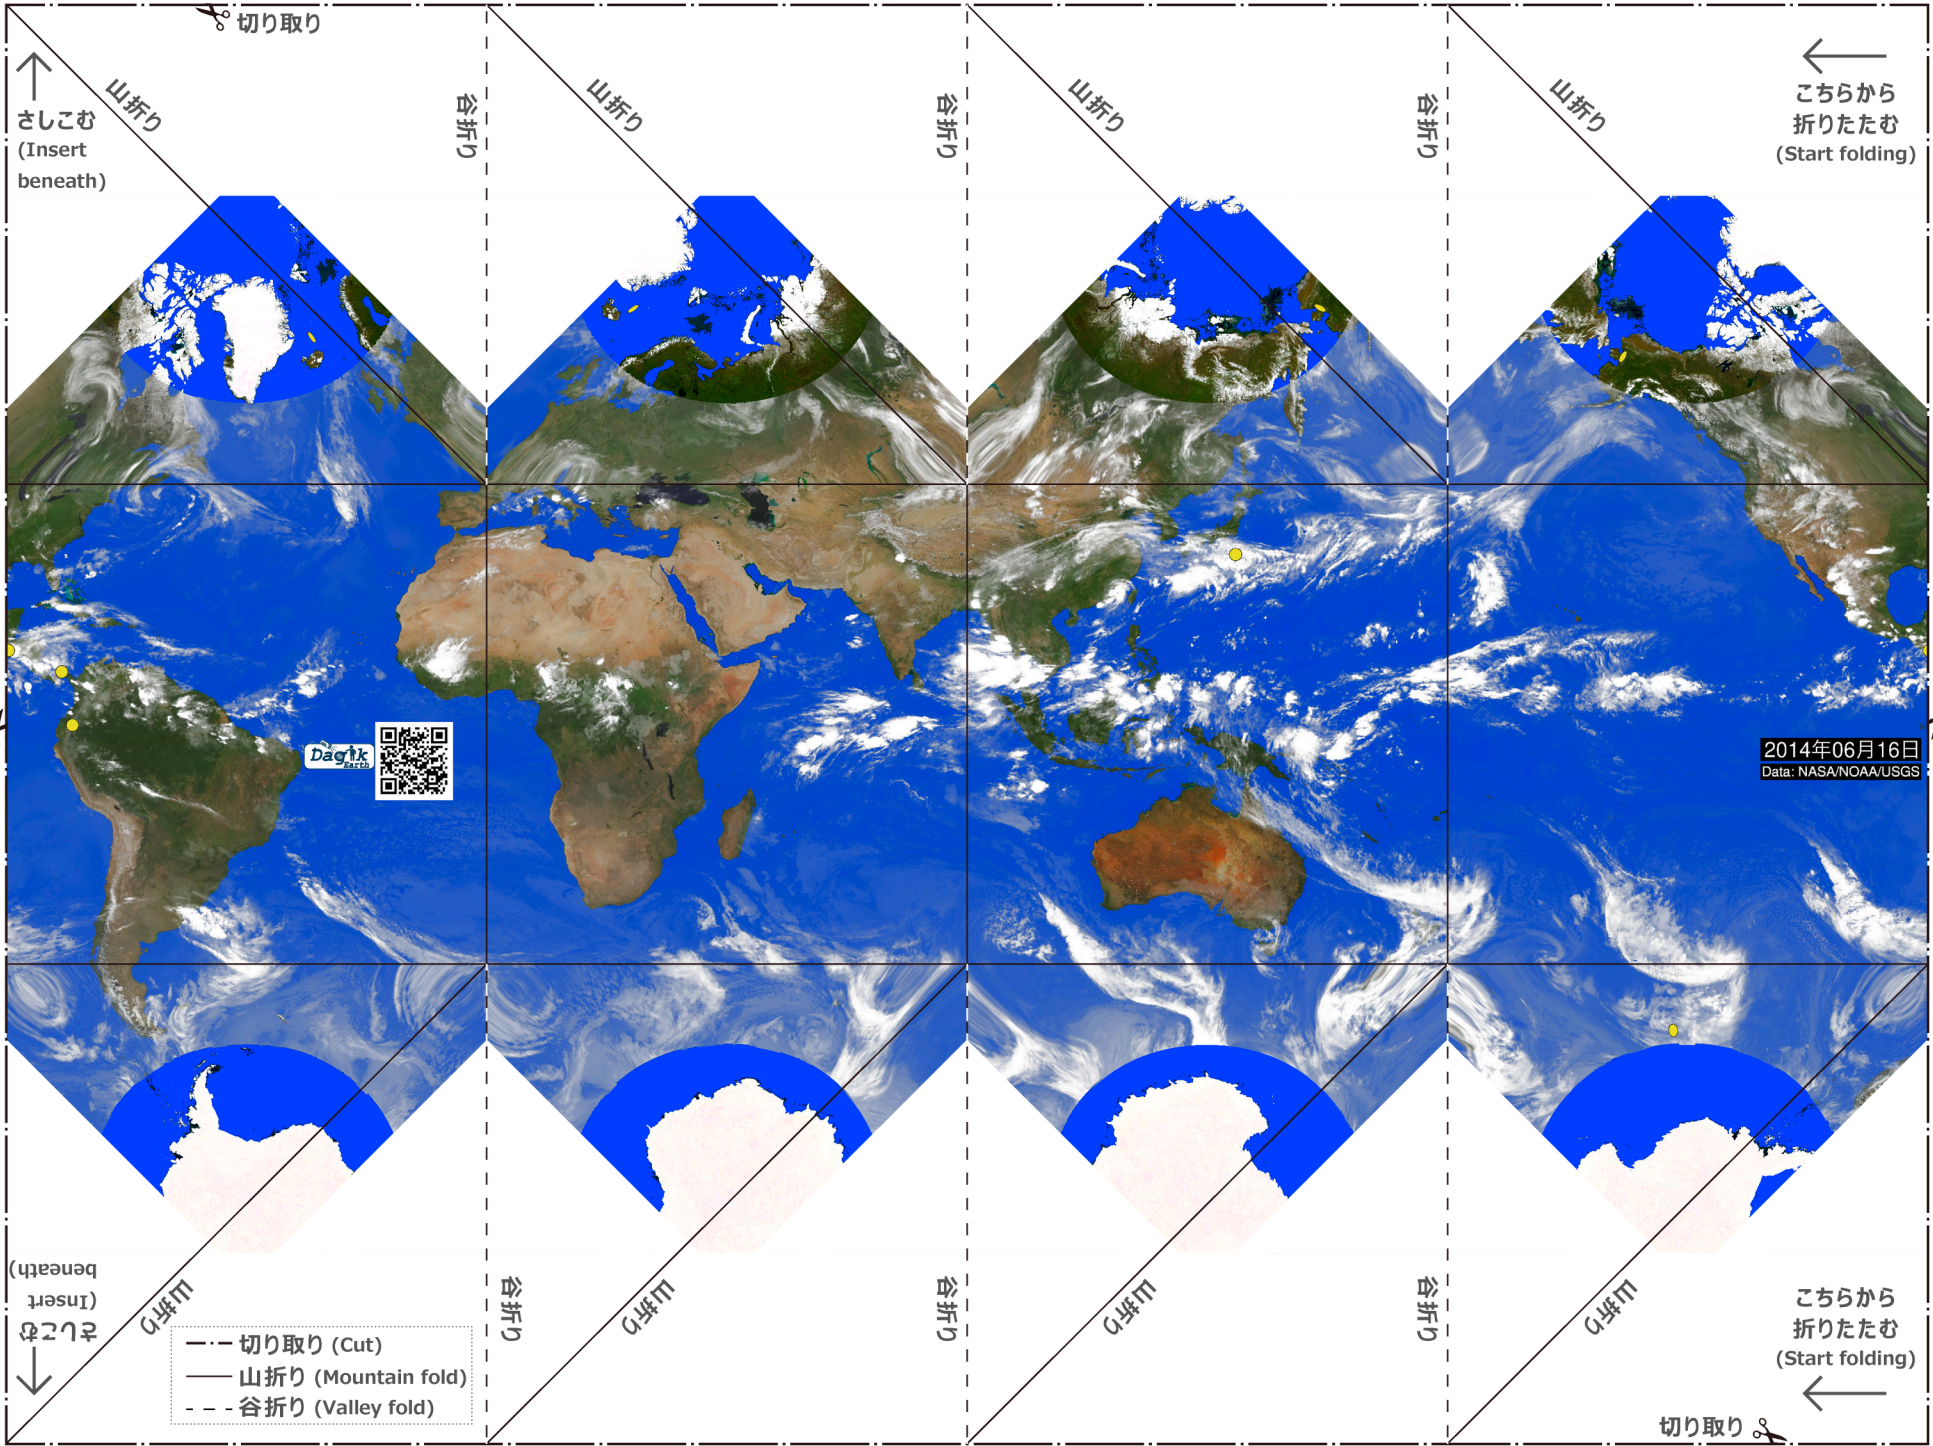 切り取り
山折り
谷折り
山折り
谷折り
山折り
谷折り
山折り
さしこむ
(Insert
beneath)
こちらから
折りたたむ
(Start folding)
Dagik
Earth
2014年06月16日
Data: NASA/NOAA/USGS
さしこむ
(Insert
beneath)
山折り
谷折り
山折り
谷折り
山折り
谷折り
山折り
切り取り (Cut)
山折り (Mountain fold)
谷折り (Valley fold)
こちらから
折りたたむ
(Start folding)
切り取り